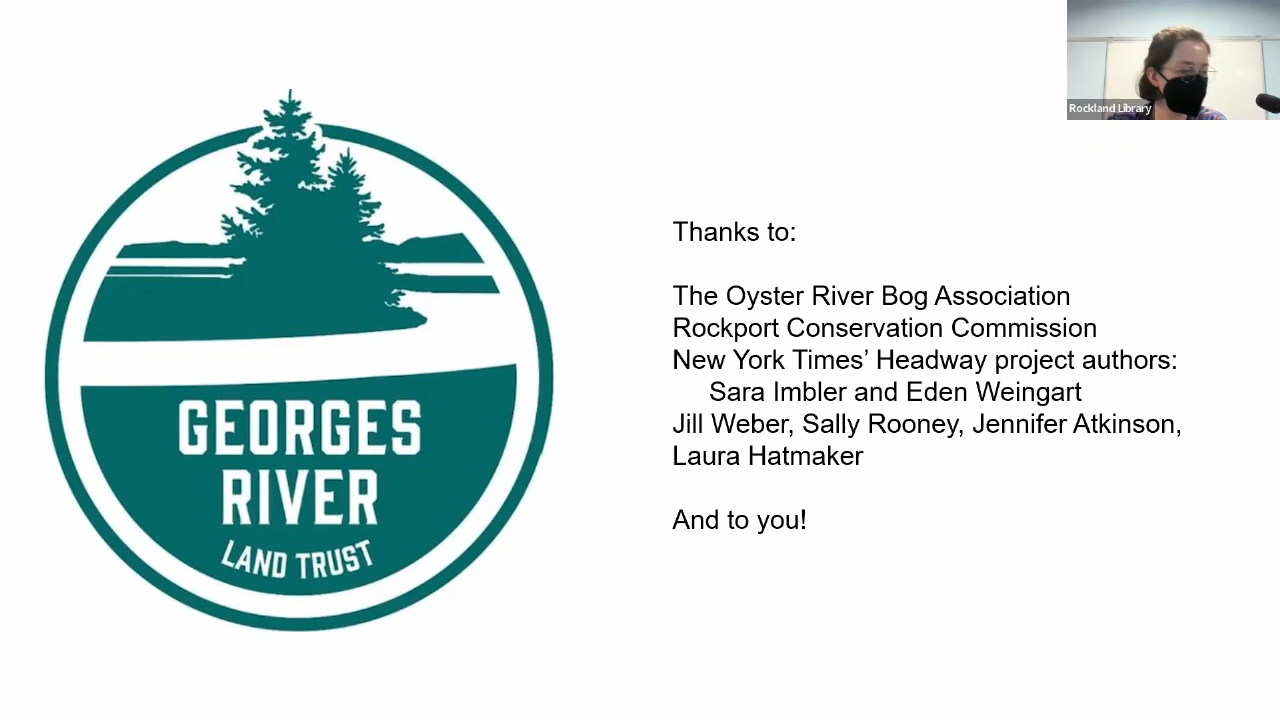 Rockland Library
GEORGES
RIVER
LAND TRUST
Thanks to:
The Oyster River Bog Association
Rockport Conservation Commission
New York Times’ Headway project authors:
Sara Imbler and Eden Weingart
Jill Weber, Sally Rooney, Jennifer Atkinson,
Laura Hatmaker
And to you!